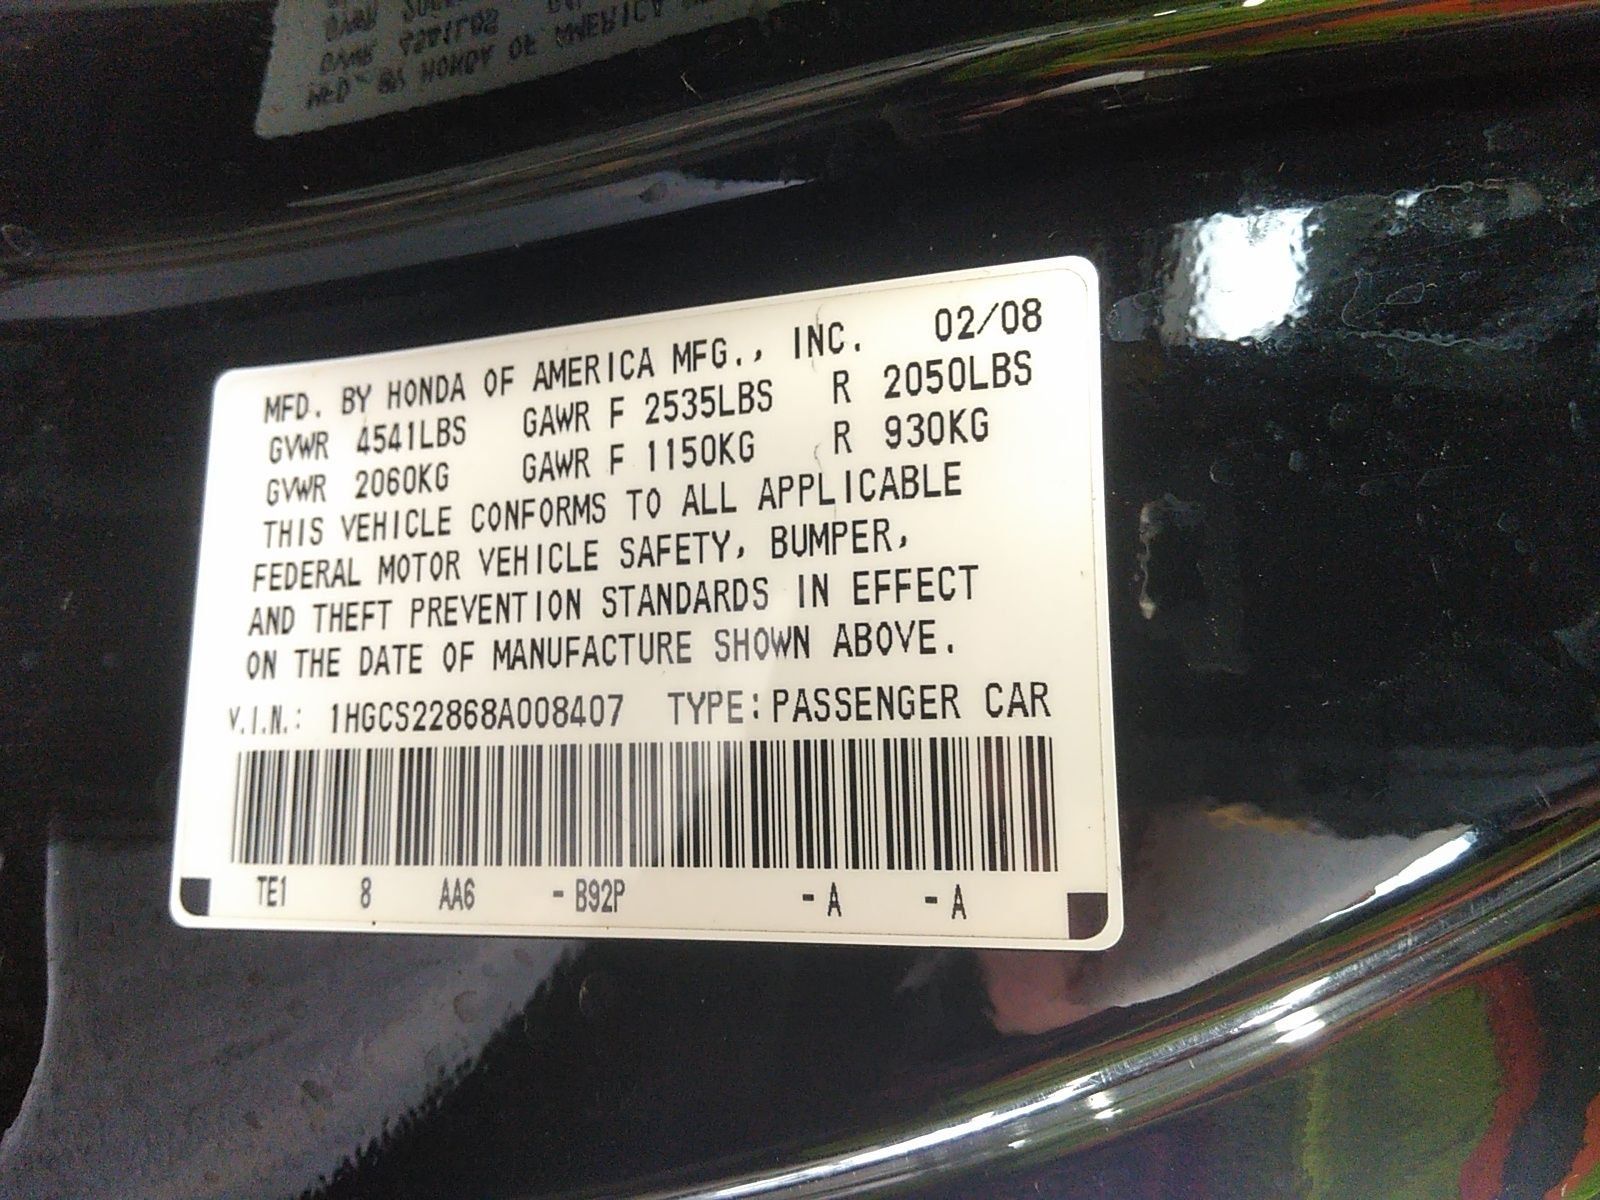 MFD. BY HONDA OF AMERICA MFG., INC. 02/08
GVWR 4541LBS GAWR F 2535LBS R 2050LBS
GVWR 2060KG GAWR F 1150KG R 930KG
THIS VEHICLE CONFORMS TO ALL APPLICABLE
FEDERAL MOTOR VEHICLE SAFETY, BUMPER,
AND THEFT PREVENTION STANDARDS IN EFFECT
ON THE DATE OF MANUFACTURE SHOWN ABOVE.
V.I.N.: 1HGCS22868A008407 TYPE: PASSENGER CAR
TE1 8 AA6 - B92P - A - A